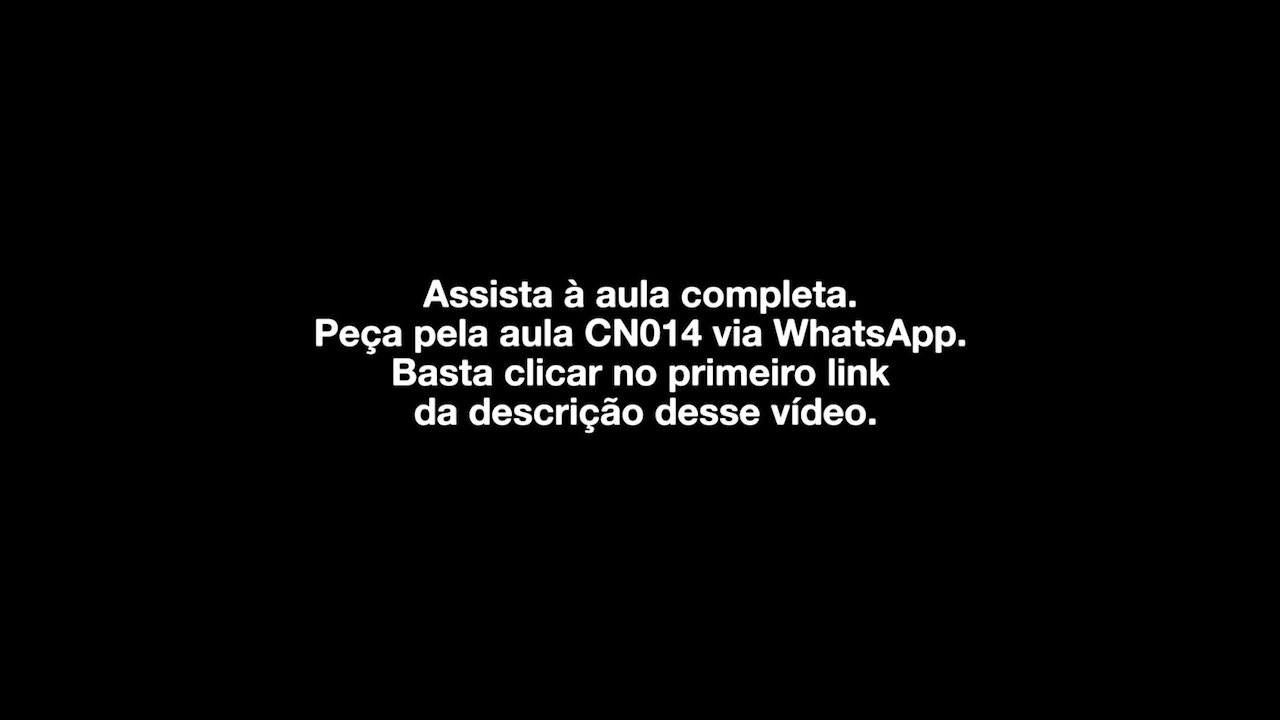 Assista à aula completa.
Peça pela aula CN014 via WhatsApp.
Basta clicar no primeiro link
da descrição desse vídeo.